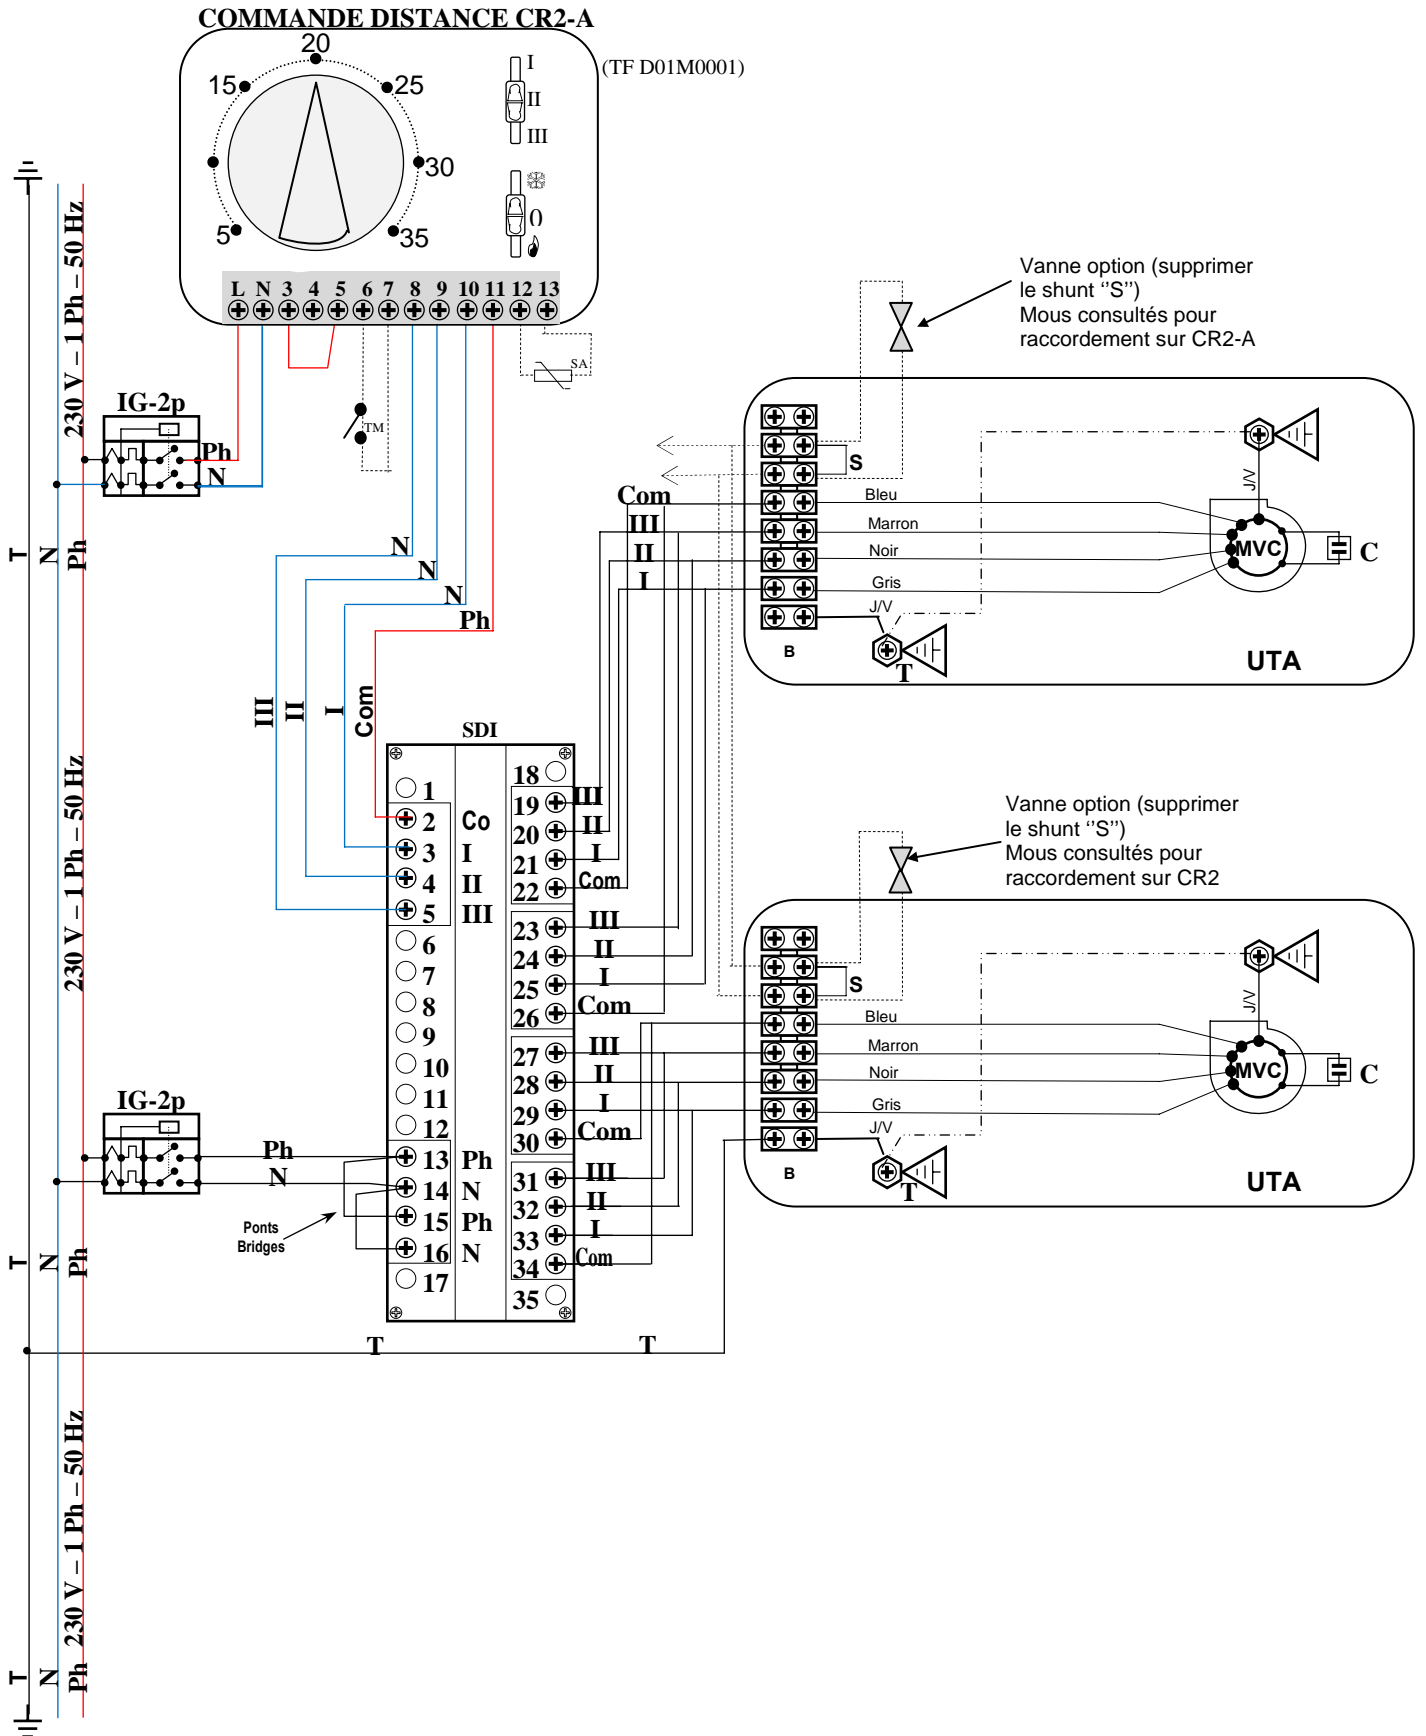 COMMANDE DISTANCE CR2-A
(TF D01M0001)
20
15
25
30
5
35
I
II
III
0
L N 3 4 5 6 7 8 9 10 11 12 13
SA
TM
230 V – 1 Ph – 50 Hz
IG-2p
Ph
N
T
N
Ph
N
N
N
Ph
III
II
I
Com
Vanne option (supprimer
le shunt ‘’S’’)
Mous consultés pour
raccordement sur CR2-A
S
Com
III
II
I
Bleu
Marron
Noir
Gris
J/V
J/V
MVC
C
B
T
UTA
SDI
1
2 Co
3 I
4 II
5 III
6
7
8
9
10
11
12
13 Ph
14 N
15 Ph
16 N
17
18
19 III
20 II
21 I
22 Com
23 III
24 II
25 I
26 Com
27 III
28 II
29 I
30 Com
31 III
32 II
33 I
34 Com
35
230 V – 1 Ph – 50 Hz
IG-2p
Ph
N
Ponts
Bridges
T
N
Ph
T
T
Vanne option (supprimer
le shunt ‘’S’’)
Mous consultés pour
raccordement sur CR2
S
Bleu
Marron
Noir
Gris
J/V
J/V
MVC
C
B
T
UTA
230 V – 1 Ph – 50 Hz
T
N
Ph